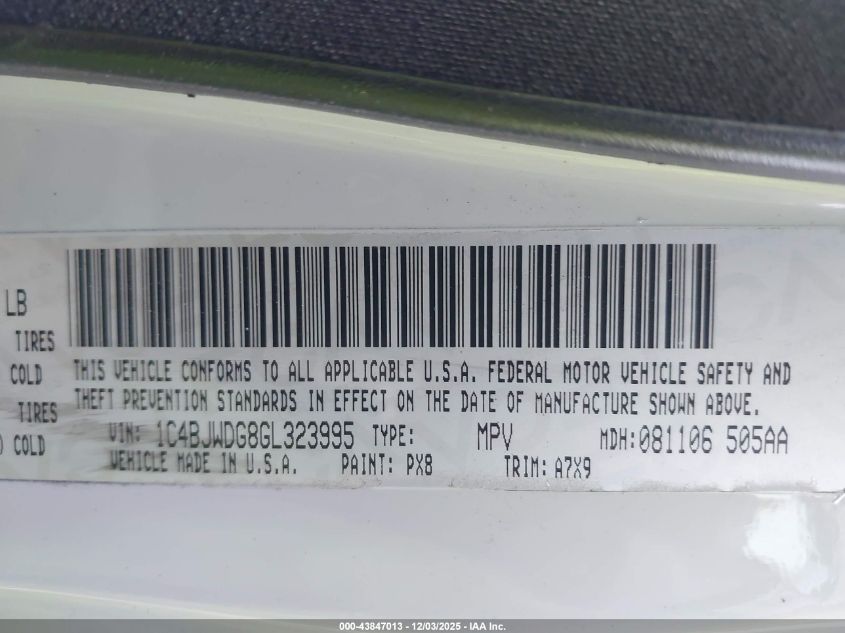 LB
TIRES
COLD
THIS VEHICLE CONFORMS TO ALL APPLICABLE U.S.A. FEDERAL MOTOR VEHICLE SAFETY AND
THEFT PREVENTION STANDARDS IN EFFECT ON THE DATE OF MANUFACTURE SHOWN ABOVE.
TIRES
) COLD
VIN: 1C4BJWDG8GL323995 TYPE: MPV MDH:081106 505AA
VEHICLE MADE IN U.S.A. PAINT: PX8 TRIM: A7X9
000-43847013 - 12/03/2025 - IAA Inc.